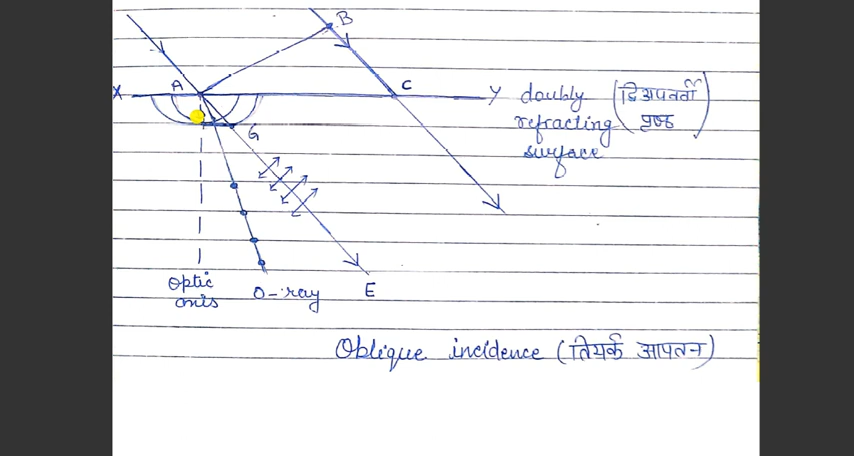 B
A
C
X
Y doubly (द्विअपवर्ती
refracting पृष्ठ)
surface
G
optic
axis
O-ray
E
Oblique incidence (तिर्यक आपतन)